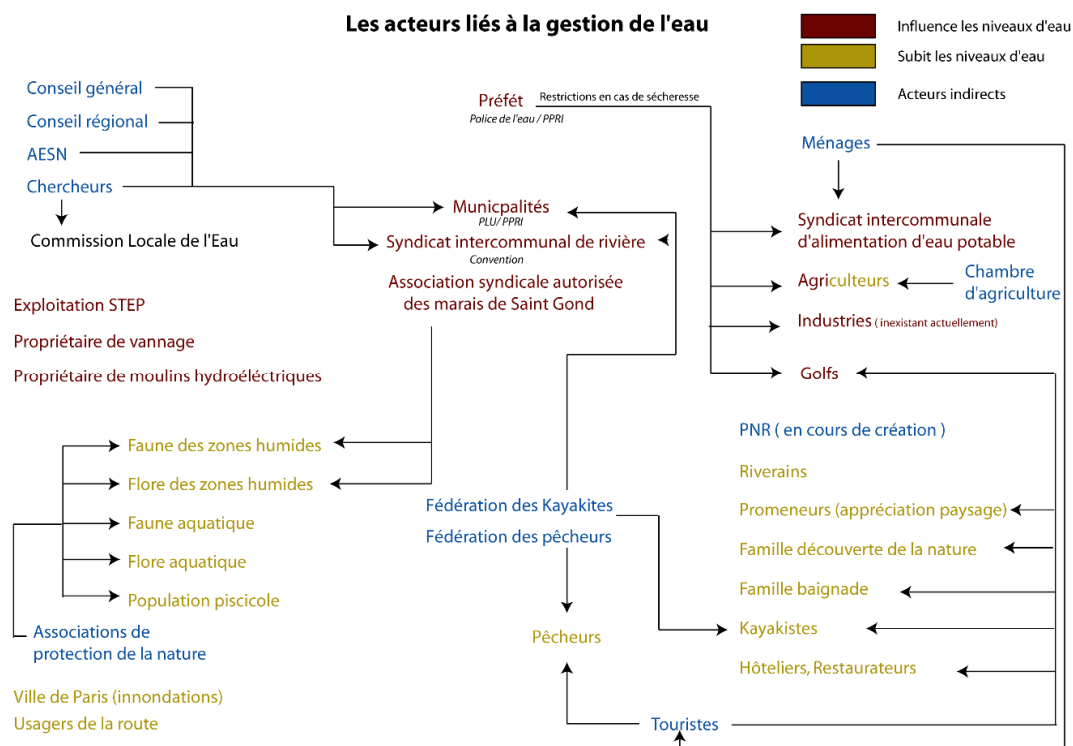 Les acteurs liés à la gestion de l'eau
Influence les niveaux d'eau
Subit les niveaux d'eau
Acteurs indirects
Conseil général
Conseil régional
AESN
Chercheurs
Commission Locale de l'Eau
Préfét
Restrictions en cas de sécheresse
Police de l'eau / PPRI
Ménages
Municpalités
PLU/ PPRI
Syndicat intercommunal de rivière
Convention
Association syndicale autorisée
des marais de Saint Gond
Syndicat intercommunale
d'alimentation d'eau potable
Agriculteurs
Chambre
d'agriculture
Industries ( inexistant actuellement)
Golfs
Exploitation STEP
Propriétaire de vannage
Propriétaire de moulins hydroéléctriques
Faune des zones humides
Flore des zones humides
Faune aquatique
Flore aquatique
Population piscicole
Associations de
protection de la nature
Ville de Paris (innondations)
Usagers de la route
Fédération des Kayakites
Fédération des pêcheurs
Pêcheurs
Touristes
PNR ( en cours de création )
Riverains
Promeneurs (appréciation paysage)
Famille découverte de la nature
Famille baignade
Kayakistes
Hôteliers, Restaurateurs